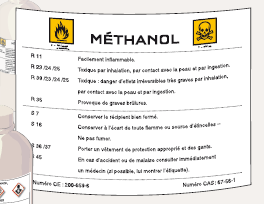 MÉTHANOL
R 11 Facilement inflammable.
R 23 /24 /25 Toxique par inhalation, par contact avec la peau et par ingestion.
R 39 /23 /24 /25 Toxique : danger d'effets irréversibles très graves par inhalation,
par contact avec la peau et par ingestion.
R 35 Provoque de graves brûlures.
S 7 Conserver le récipient bien fermé.
S 16 Conserver à l'écart de toute flamme ou source d'étincelles –
Ne pas fumer.
S 36 /37 Porter un vêtement de protection approprié et des gants.
S 45 En cas d'accident ou de malaise consulter immédiatement
un médecin (si possible, lui montrer l'étiquette).
Numéro CE : 200-659-6
Numéro CAS : 67-56-1